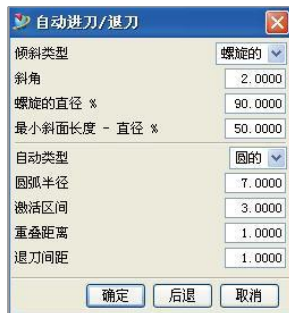 自动进刀/退刀
倾斜类型 螺旋的
斜角 2.0000
螺旋的直径 % 90.0000
最小斜面长度 - 直径 % 50.0000
自动类型 圆的
圆弧半径 7.0000
激活区间 3.0000
重叠距离 1.0000
退刀间距 1.0000
确定 后退 取消